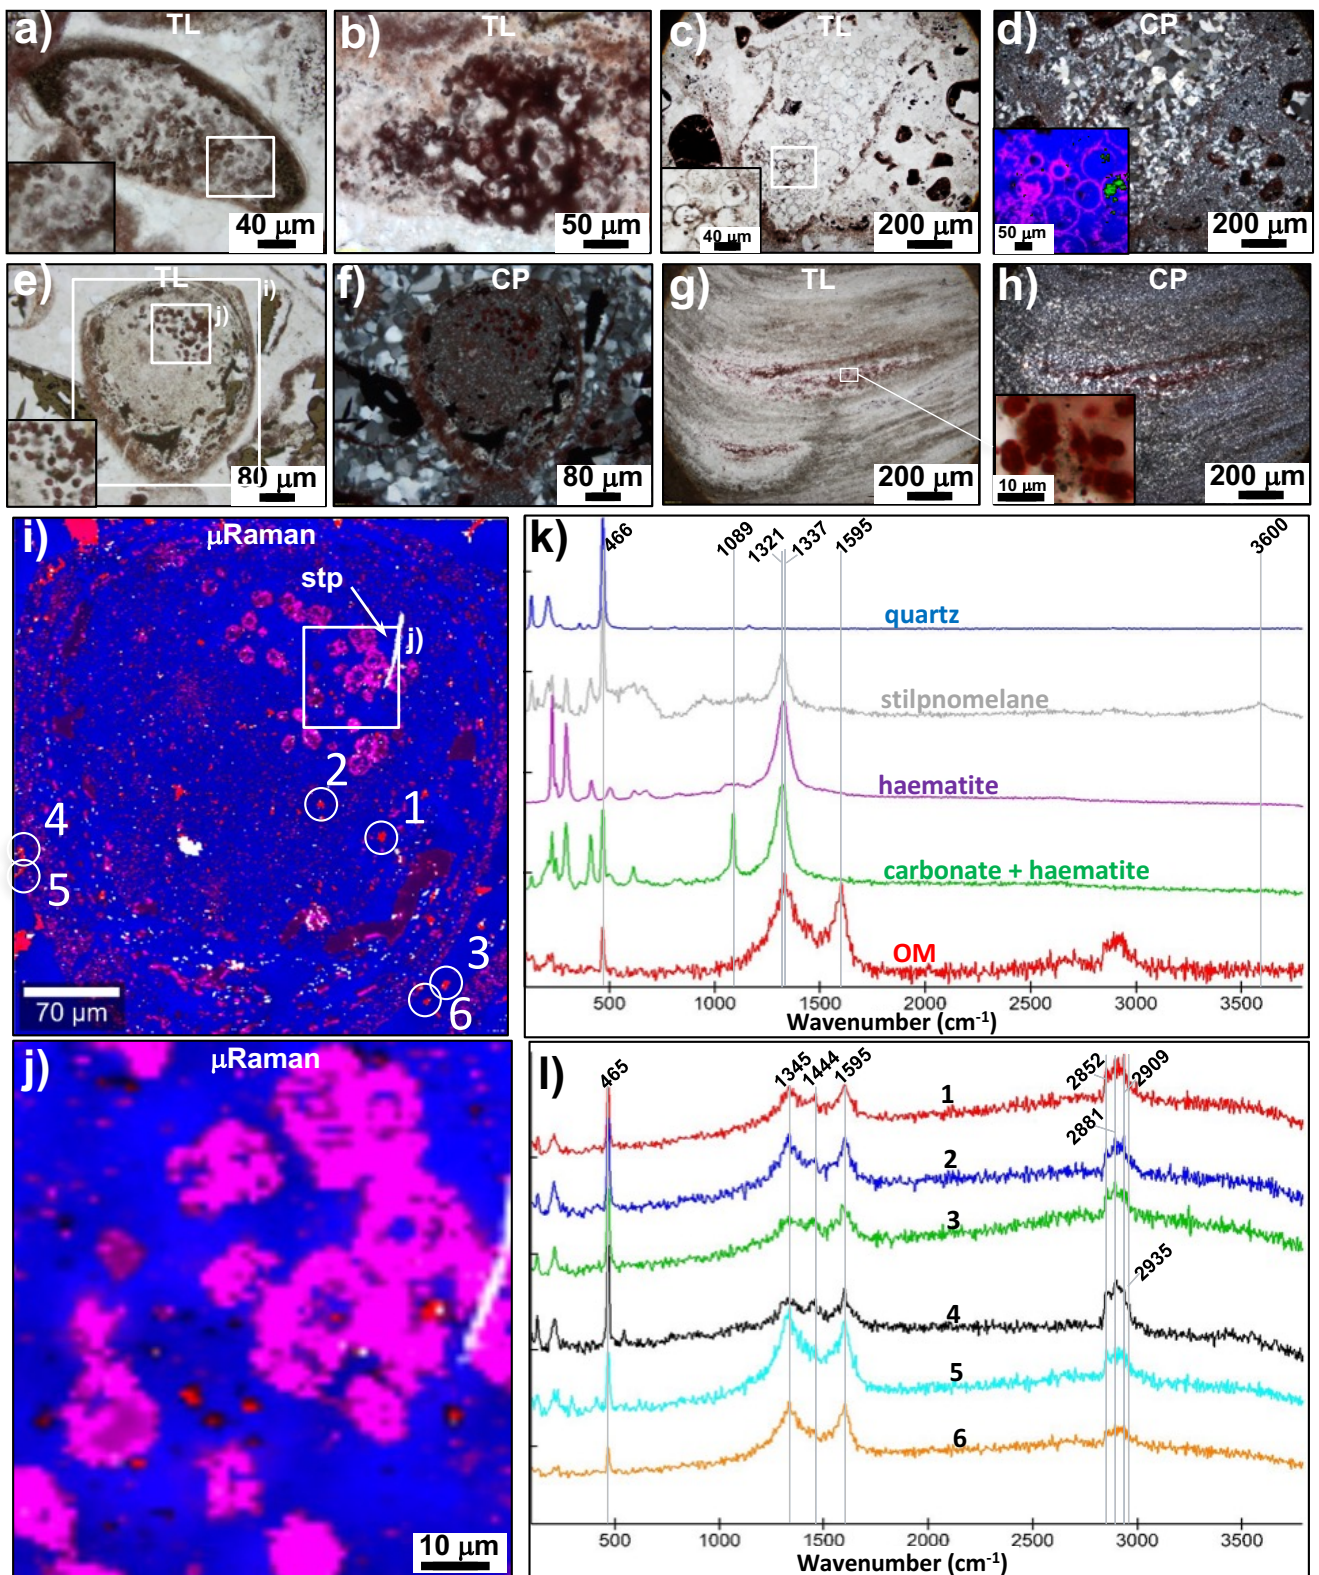 a) TL
40 μm
b) TL
50 μm
c) TL
40 μm
200 μm
d) CP
50 μm
200 μm
e) TL
i)
j)
80 μm
f) CP
80 μm
g) TL
200 μm
h) CP
10 μm
200 μm
i) μRaman
stp
j)
2
1
4
5
3
6
70 μm
k)
466
1089
1321
1337
1595
3600
quartz
stilpnomelane
haematite
carbonate + haematite
OM
500 1000 1500 2000 2500 3000 3500
Wavenumber (cm⁻¹)
j) μRaman
10 μm
l)
465
1345
1444
1595
2852
2909
2881
2935
1
2
3
4
5
6
500 1000 1500 2000 2500 3000 3500
Wavenumber (cm⁻¹)